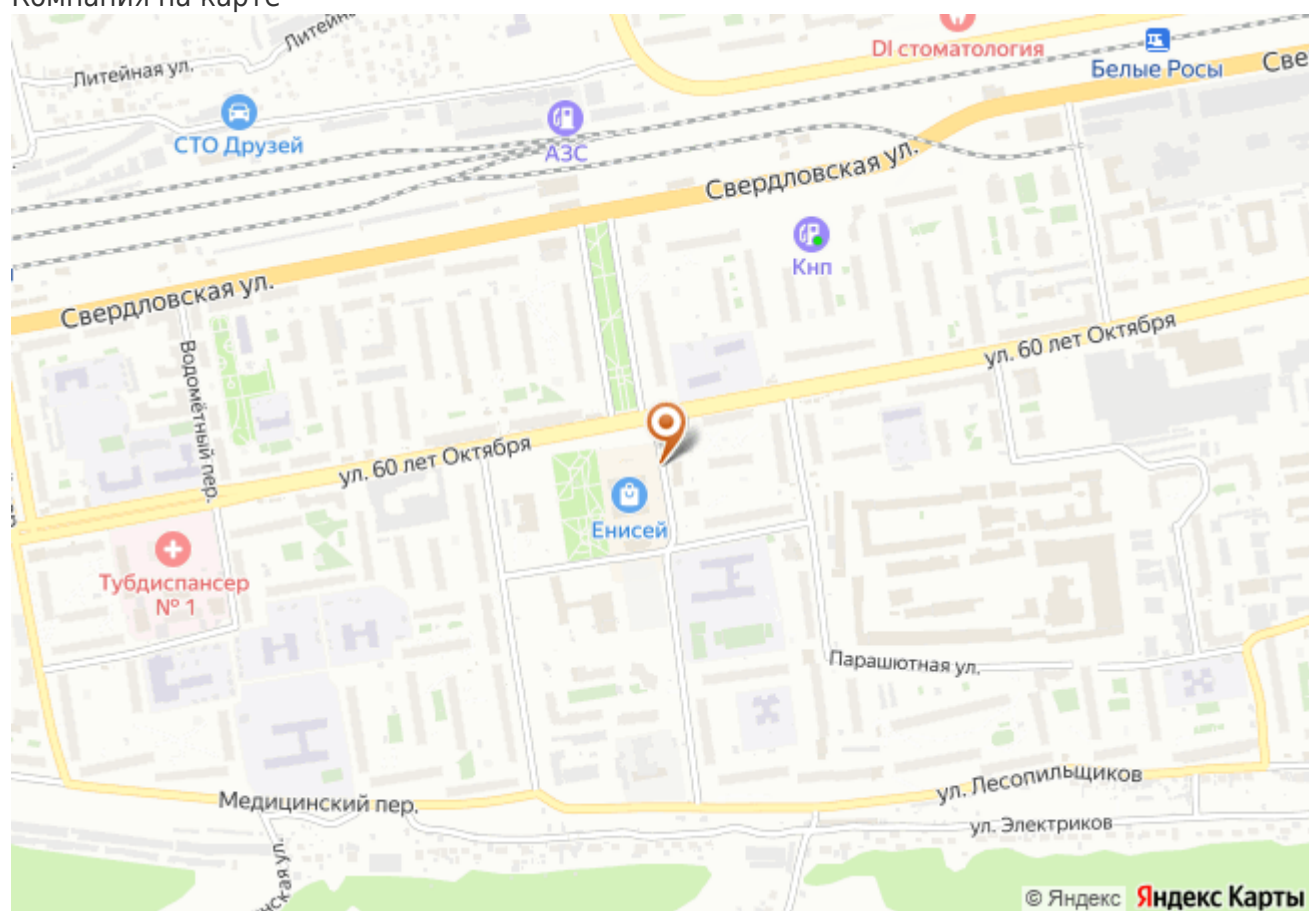 Компания на карте
Литейная ул.
DI стоматология
Белые Росы
СТО Друзей
АЗС
Свердловская ул.
Кнп
Свердловская ул.
Водомётный пер.
ул. 60 лет Октября
ул. 60 лет Октября
Енисей
Тубдиспансер
№ 1
Парашютная ул.
Медицинский пер.
ул. Лесопильщиков
ул. Электриков
© Яндекс Яндекс Карты